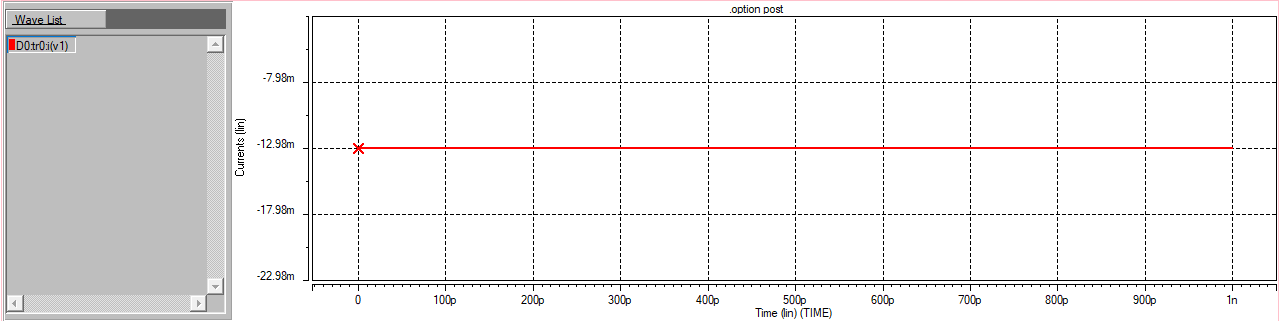 Wave List
D0:tr0:i(v1)
.option post
Currents (lin)
-7.98m
-12.98m
-17.98m
-22.98m
0 100p 200p 300p 400p 500p 600p 700p 800p 900p 1n
Time (lin) (TIME)